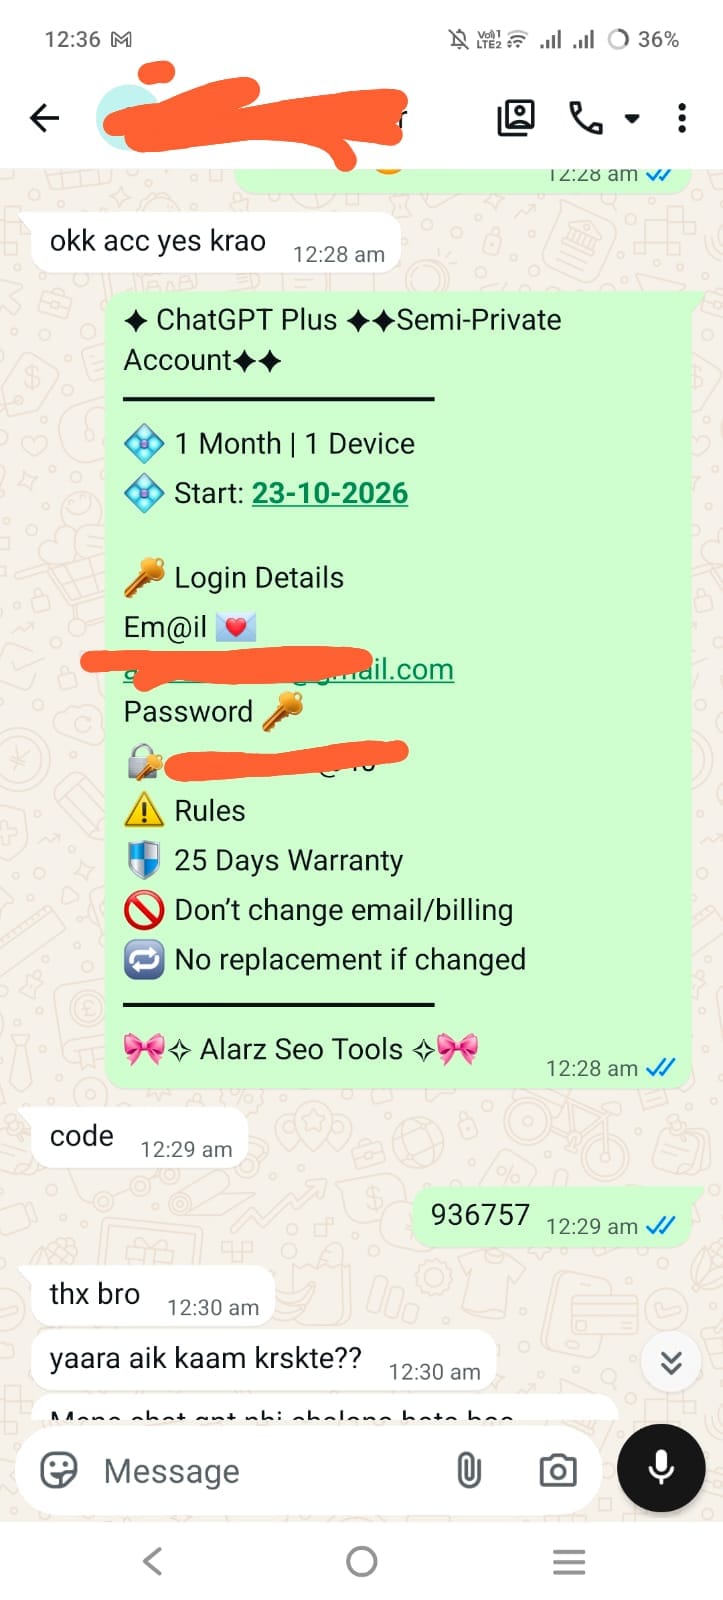 12:36
Vo))1
LTE2
36%
12:28 am
okk acc yes krao 12:28 am
✦ ChatGPT Plus ✦✦Semi-Private
Account✦✦
💠 1 Month | 1 Device
💠 Start: 23-10-2026
🔑 Login Details
Em@il 💌
ail.com
Password 🔑
🔐
⚠️ Rules
🛡️ 25 Days Warranty
🚫 Don't change email/billing
🔁 No replacement if changed
🎀✧ Alarz Seo Tools ✧🎀
12:28 am
code 12:29 am
936757 12:29 am
thx bro 12:30 am
yaara aik kaam krskte?? 12:30 am
Message